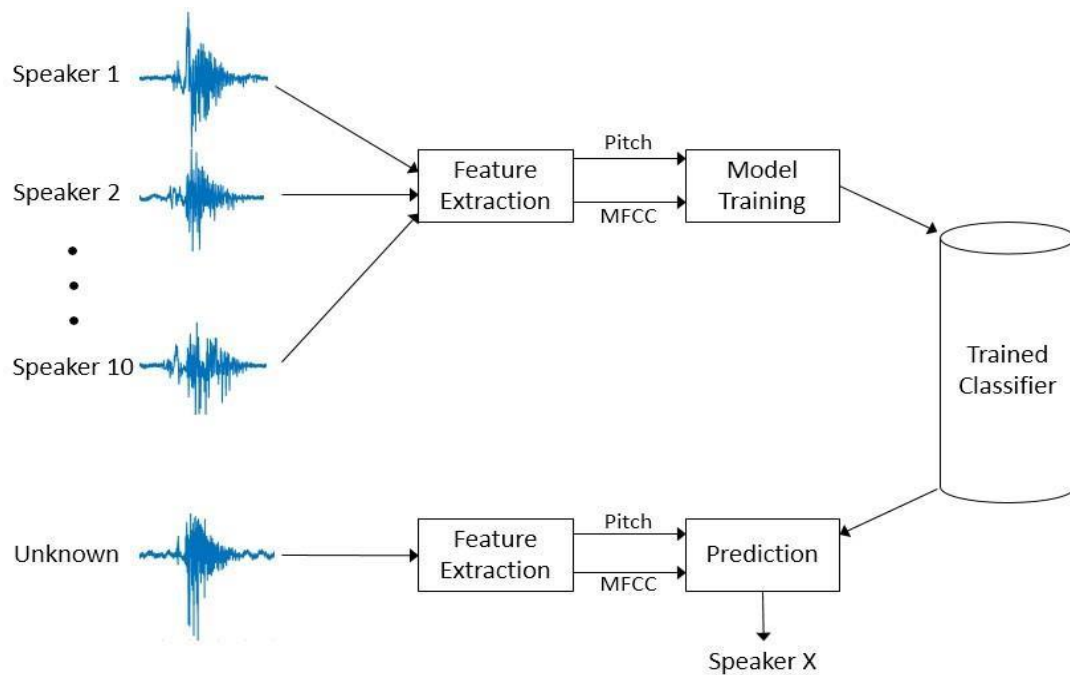 Speaker 1
Speaker 2
Speaker 10
Feature
Extraction
Pitch
MFCC
Model
Training
Trained
Classifier
Unknown
Feature
Extraction
Pitch
MFCC
Prediction
Speaker X